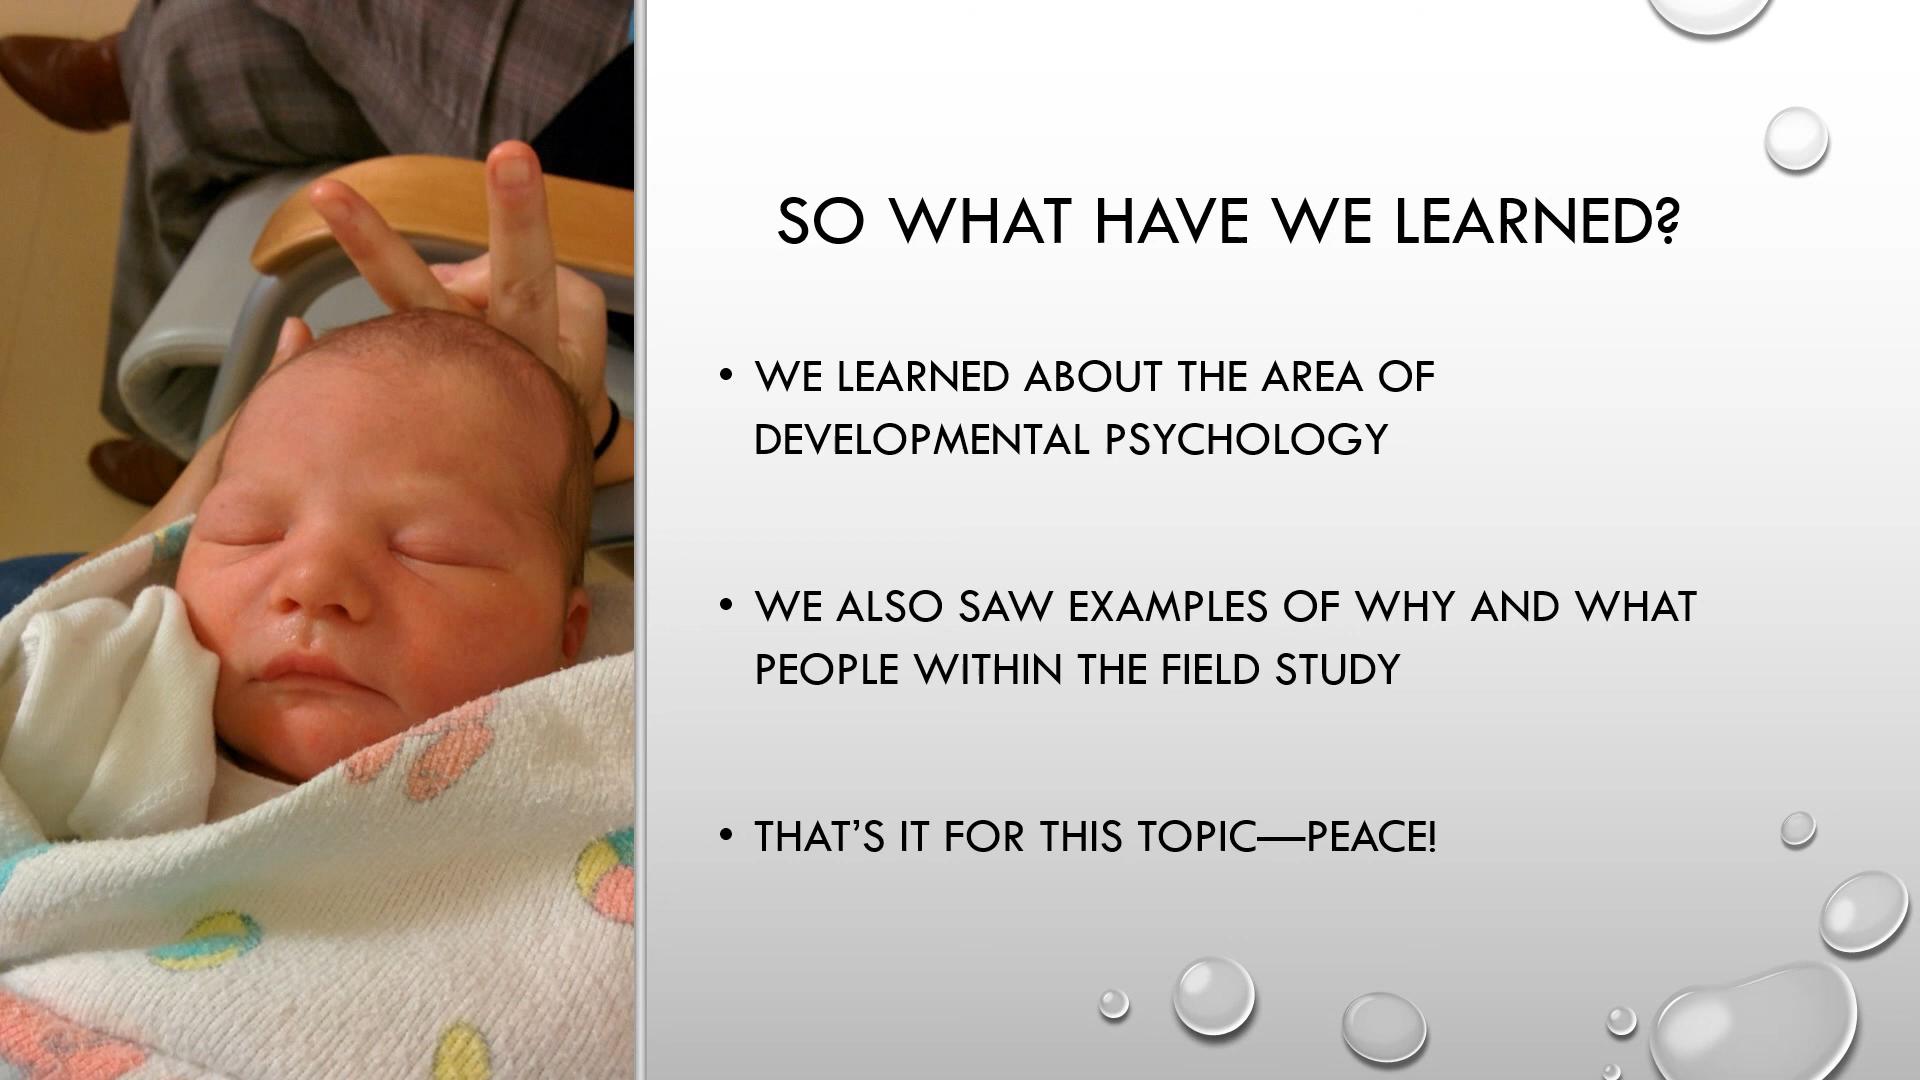 SO WHAT HAVE WE LEARNED?
• WE LEARNED ABOUT THE AREA OF
DEVELOPMENTAL PSYCHOLOGY
• WE ALSO SAW EXAMPLES OF WHY AND WHAT
PEOPLE WITHIN THE FIELD STUDY
• THAT’S IT FOR THIS TOPIC—PEACE!